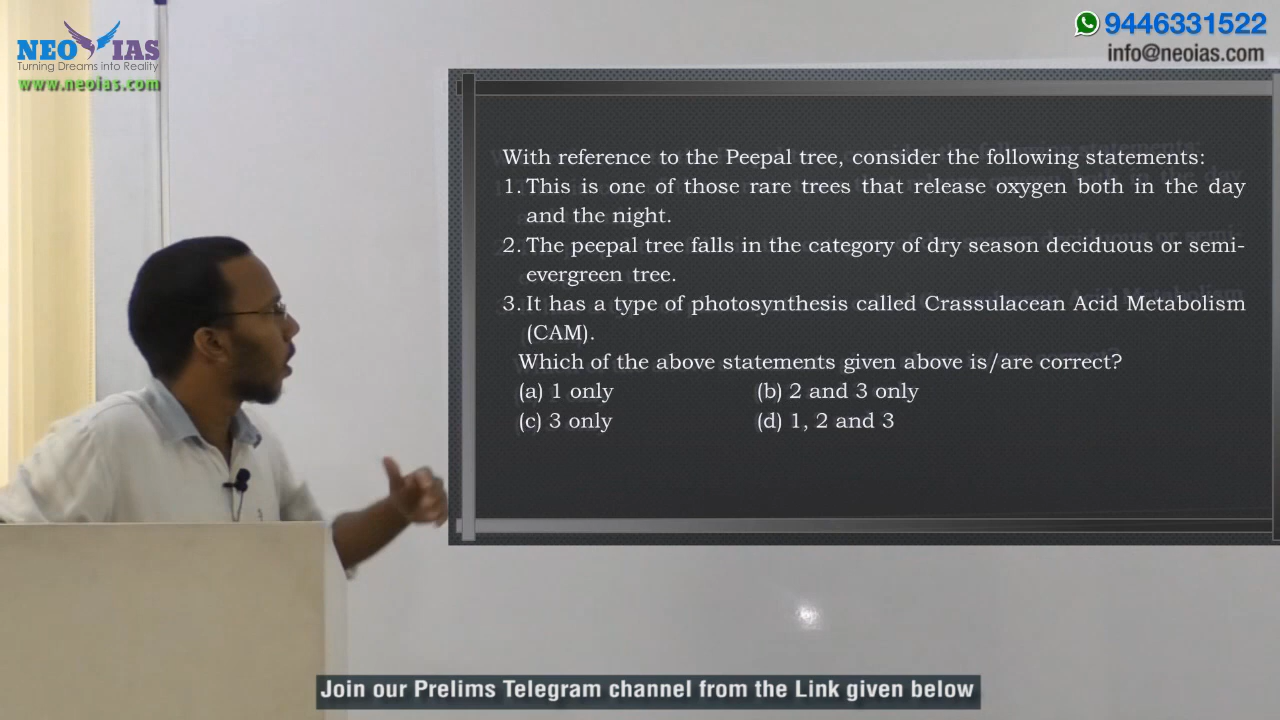 NEO IAS
Turning Dreams into Reality
www.neoias.com
9446331522
info@neoias.com
With reference to the Peepal tree, consider the following statements:
1. This is one of those rare trees that release oxygen both in the day
and the night.
2. The peepal tree falls in the category of dry season deciduous or semi-
evergreen tree.
3. It has a type of photosynthesis called Crassulacean Acid Metabolism
(CAM).
Which of the above statements given above is/are correct?
(a) 1 only (b) 2 and 3 only
(c) 3 only (d) 1, 2 and 3
Join our Prelims Telegram channel from the Link given below